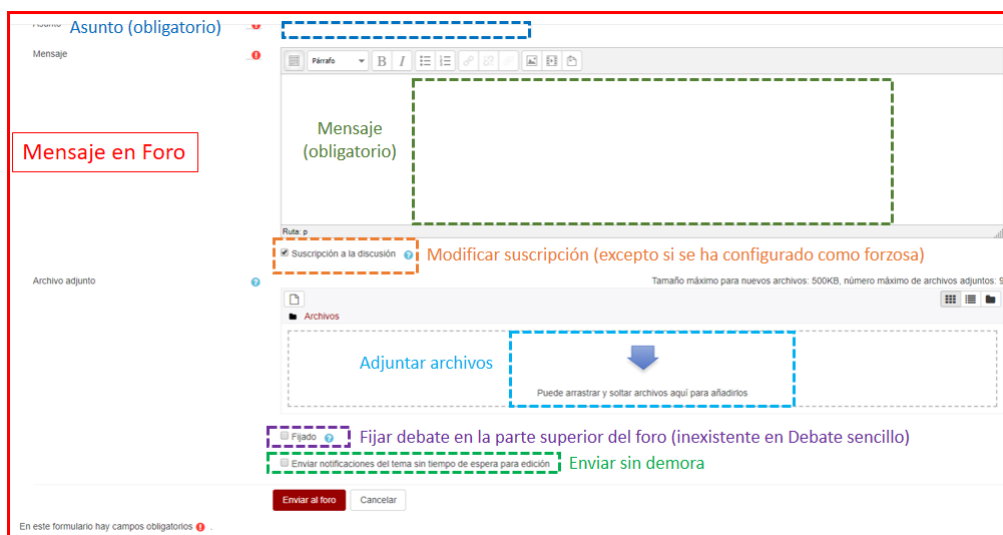 Asunto Asunto (obligatorio)
Mensaje
Párrafo B I
Mensaje
(obligatorio)
Mensaje en Foro
Ruta: p
Suscripción a la discusión Modificar suscripción (excepto si se ha configurado como forzosa)
Archivo adjunto
Tamaño máximo para nuevos archivos: 500KB, número máximo de archivos adjuntos: 9
Archivos
Adjuntar archivos
Puede arrastrar y soltar archivos aquí para añadirlos
Fijado Fijar debate en la parte superior del foro (inexistente en Debate sencillo)
Enviar notificaciones del tema sin tiempo de espera para edición Enviar sin demora
Enviar al foro Cancelar
En este formulario hay campos obligatorios .